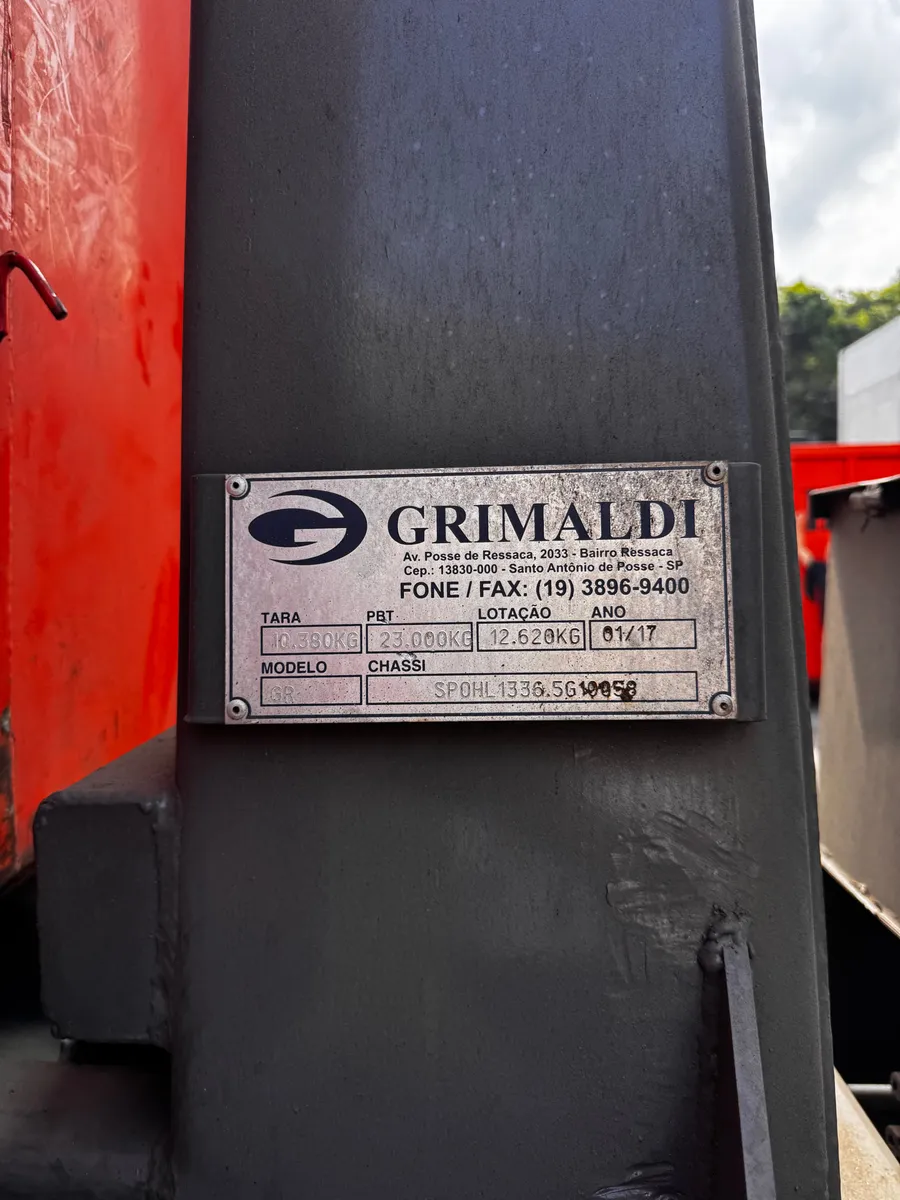 GRIMALDI
Av. Posse de Ressaca, 2033 - Bairro Ressaca
Cep.: 13830-000 - Santo Antônio de Posse - SP
FONE / FAX: (19) 3896-9400
TARA PBT LOTAÇÃO ANO
10.380KG 23.000KG 12.620KG 01/17
MODELO CHASSI
GR